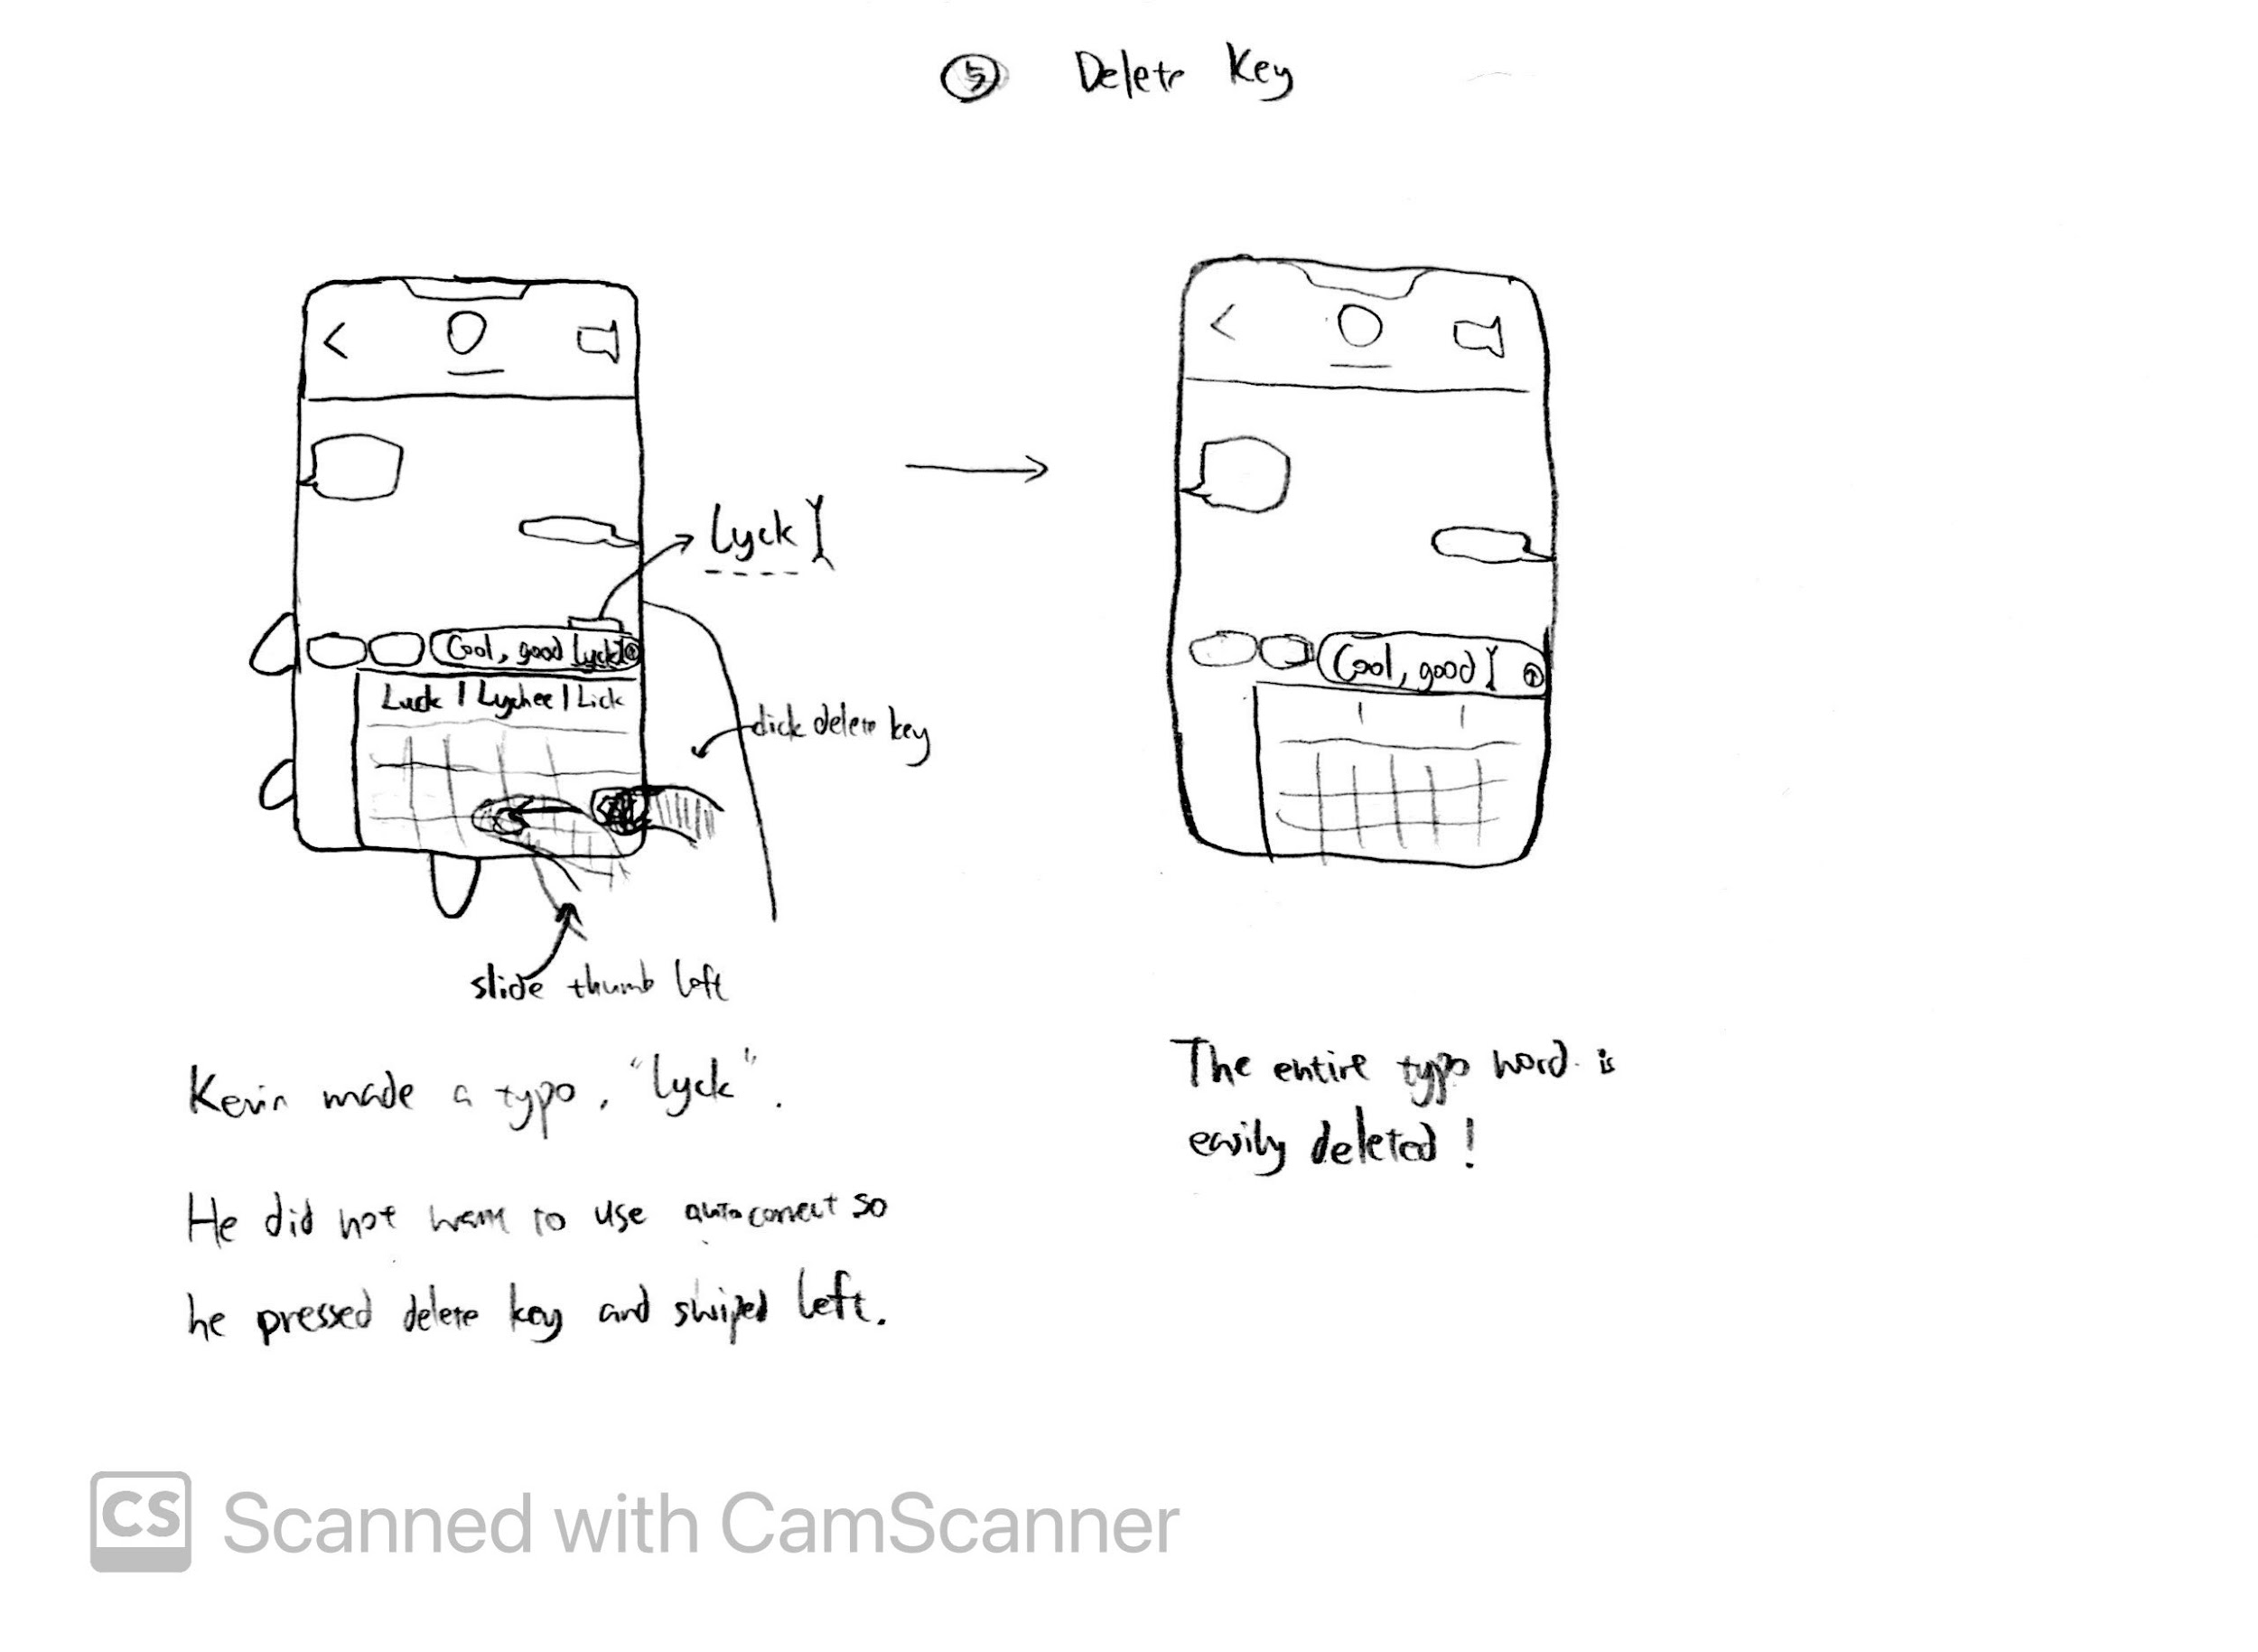 5 Delete Key
Lyck
Cool, good Lyck
Luck | Lychee | Lick
click delete key
slide thumb left
Cool, good
Kevin made a typo, "lyck".
He did not want to use autocorrect so
he pressed delete key and swiped left.
The entire typo word is
easily deleted!
CS Scanned with CamScanner